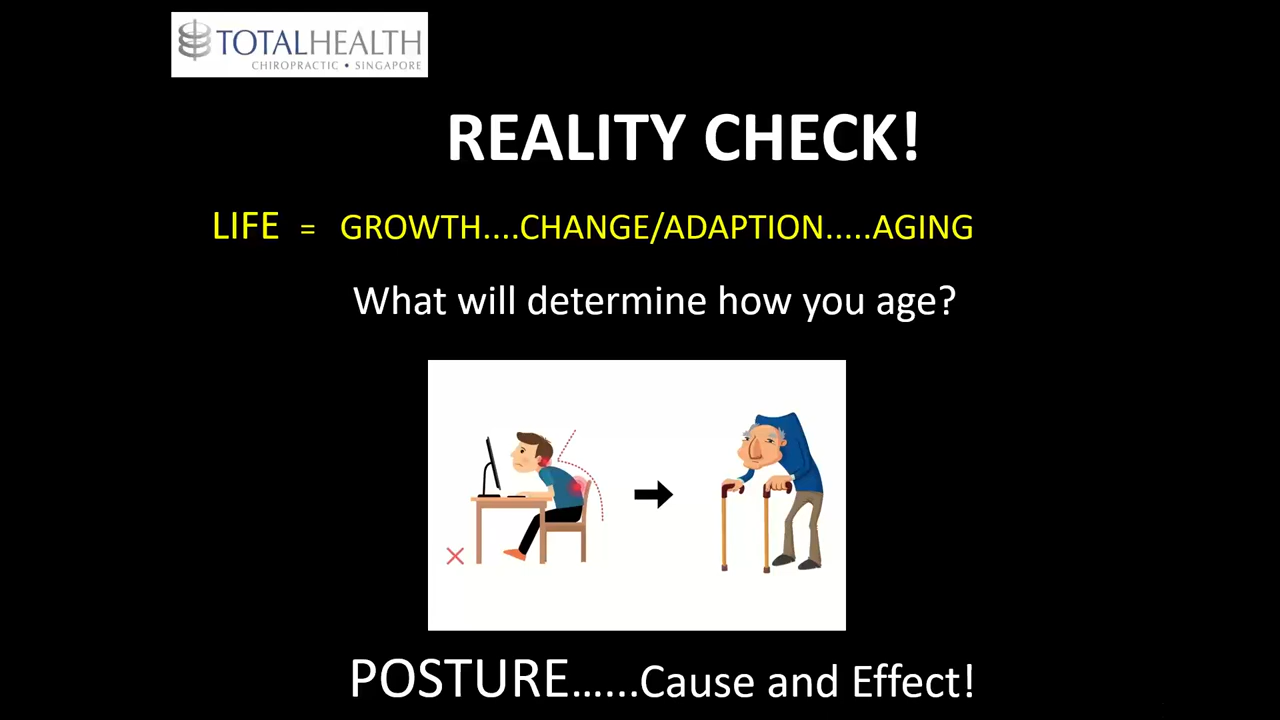 TOTALHEALTH
CHIROPRACTIC • SINGAPORE
REALITY CHECK!
LIFE = GROWTH....CHANGE/ADAPTION.....AGING
What will determine how you age?
POSTURE......Cause and Effect!